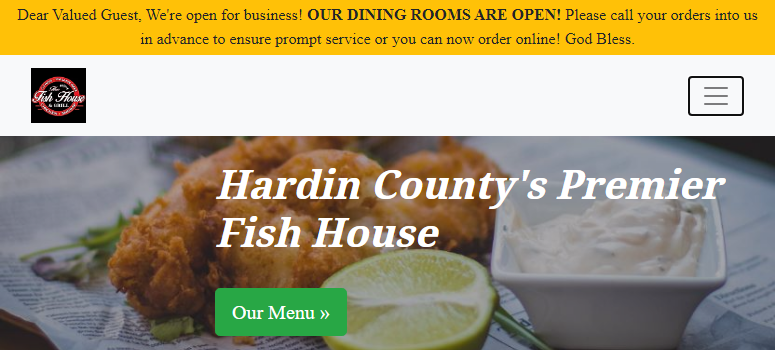 Dear Valued Guest, We're open for business! OUR DINING ROOMS ARE OPEN! Please call your orders into us
in advance to ensure prompt service or you can now order online! God Bless.
The
Fish House
& GRILL
Hardin County's Premier
Fish House
Our Menu »